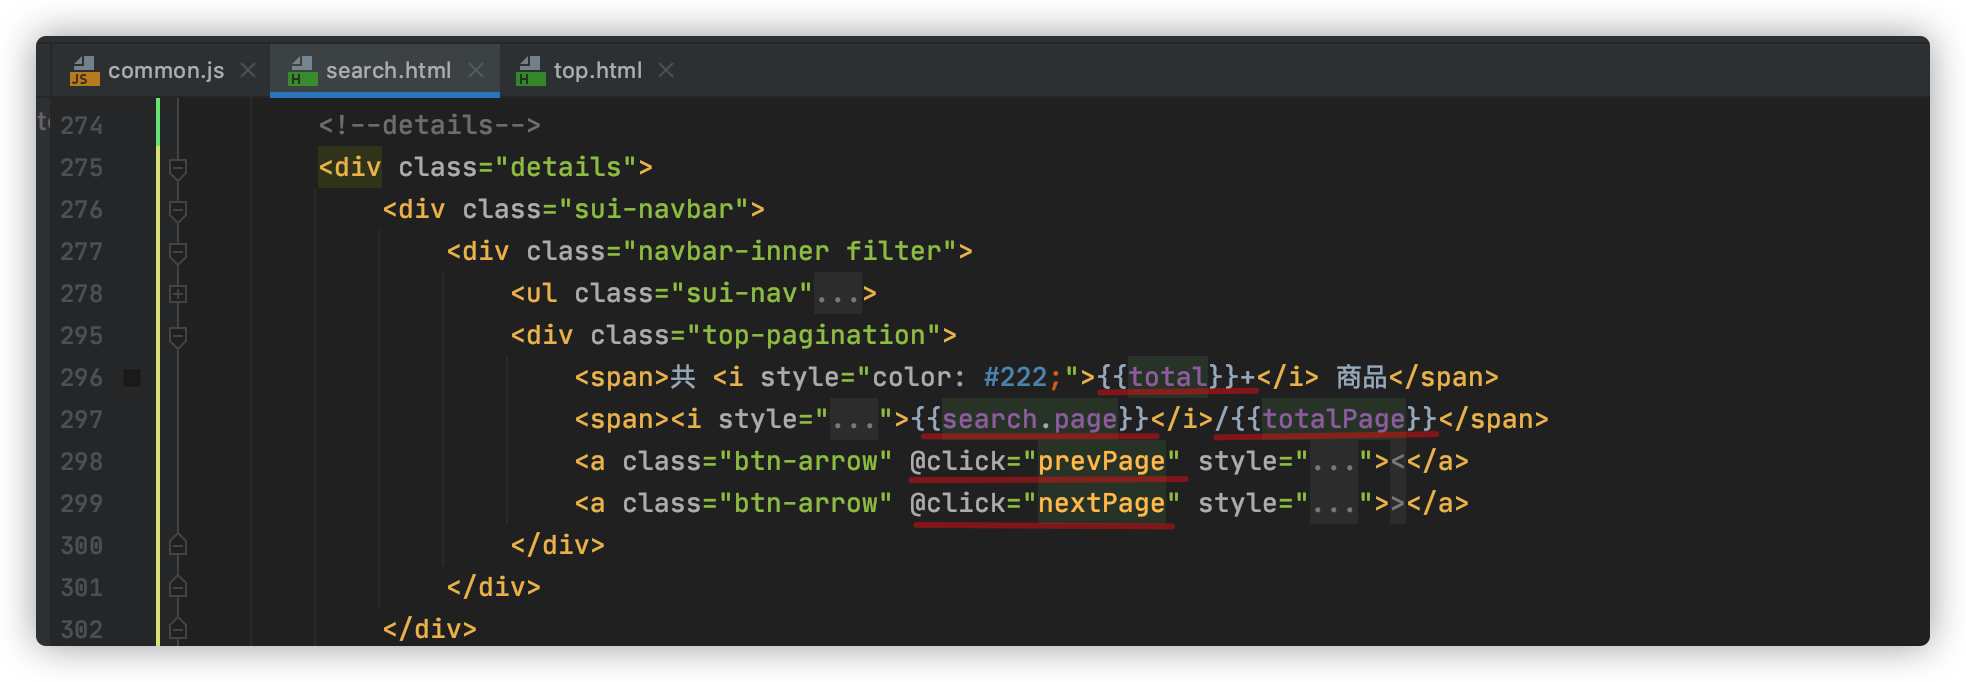 common.js search.html top.html
274 <!--details-->
275 <div class="details">
276 <div class="sui-navbar">
277 <div class="navbar-inner filter">
278 <ul class="sui-nav"...>
295 <div class="top-pagination">
296 <span>共 <i style="color: #222;">{{total}}+</i> 商品</span>
297 <span><i style="...">{{search.page}}</i>/{{totalPage}}</span>
298 <a class="btn-arrow" @click="prevPage" style="..."><</a>
299 <a class="btn-arrow" @click="nextPage" style="...">></a>
300 </div>
301 </div>
302 </div>